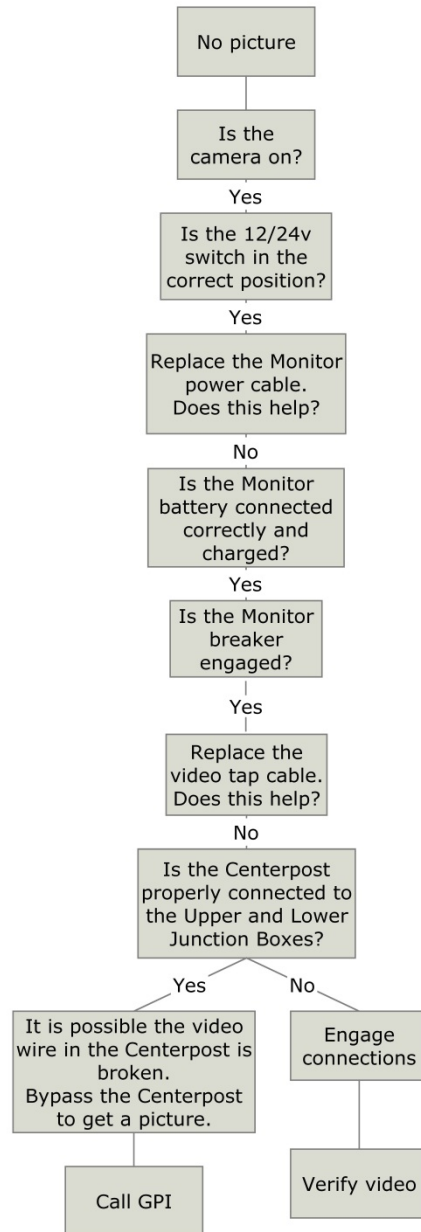 No picture
Is the
camera on?
Yes
Is the 12/24v
switch in the
correct position?
Yes
Replace the Monitor
power cable.
Does this help?
No
Is the Monitor
battery connected
correctly and
charged?
Yes
Is the Monitor
breaker
engaged?
Yes
Replace the
video tap cable.
Does this help?
No
Is the Centerpost
properly connected to
the Upper and Lower
Junction Boxes?
Yes
No
It is possible the video
wire in the Centerpost is
broken.
Bypass the Centerpost
to get a picture.
Engage
connections
Call GPI
Verify video